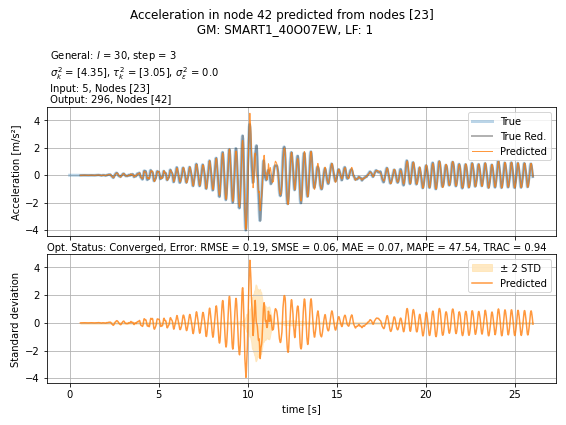 Acceleration in node 42 predicted from nodes [23]
GM: SMART1_40O07EW, LF: 1
General: l = 30, step = 3
σ²ₖ = [4.35], τ²ₖ = [3.05], σ²ε = 0.0
Input: 5, Nodes [23]
Output: 296, Nodes [42]
Acceleration [m/s²]
4
2
0
−2
−4
True
True Red.
Predicted
Opt. Status: Converged, Error: RMSE = 0.19, SMSE = 0.06, MAE = 0.07, MAPE = 47.54, TRAC = 0.94
Standard deviation
4
2
0
−2
−4
± 2 STD
Predicted
0 5 10 15 20 25
time [s]